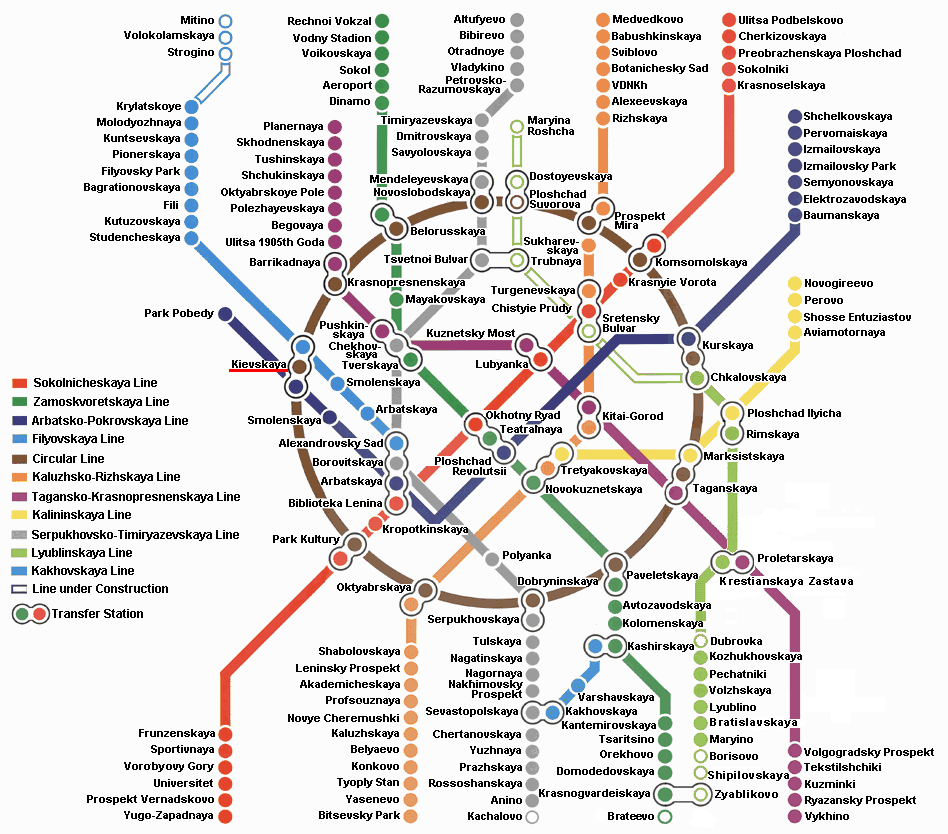 Mitino
Volokolamskaya
Strogino
Krylatskoye
Molodyozhnaya
Kuntsevskaya
Pionerskaya
Filyovsky Park
Bagrationovskaya
Fili
Kutuzovskaya
Studencheskaya
Rechnoi Vokzal
Vodny Stadion
Voikovskaya
Sokol
Aeroport
Dinamo
Planernaya
Skhodnenskaya
Tushinskaya
Shchukinskaya
Oktyabrskoye Pole
Polezhayevskaya
Begovaya
Ulitsa 1905th Goda
Barrikadnaya
Krasnopresnenskaya
Altufyevo
Bibirevo
Otradnoye
Vladykino
Petrovsko-
Razumovskaya
Timiryazevskaya
Dmitrovskaya
Savyolovskaya
Mendeleyevskaya
Novoslobodskaya
Belorusskaya
Tsvetnoi Bulvar
Mayakovskaya
Maryina
Roshcha
Dostoyevskaya
Ploshchad
Suvorova
Trubnaya
Medvedkovo
Babushkinskaya
Sviblovo
Botanichesky Sad
VDNKh
Alexeevskaya
Rizhskaya
Prospekt
Mira
Sukharev-
skaya
Turgenevskaya
Chistyie Prudy
Sretensky
Bulvar
Ulitsa Podbelskovo
Cherkizovskaya
Preobrazhenskaya Ploshchad
Sokolniki
Krasnoselskaya
Komsomolskaya
Krasnyie Vorota
Shchelkovskaya
Pervomaiskaya
Izmailovskaya
Izmailovsky Park
Semyonovskaya
Elektrozavodskaya
Baumanskaya
Kurskaya
Chkalovskaya
Novogireevo
Perovo
Shosse Entuziastov
Aviamotornaya
Ploshchad Ilyicha
Rimskaya
Marksistskaya
Taganskaya
Park Pobedy
Kievskaya
Smolenskaya
Smolenskaya
Arbatskaya
Alexandrovsky Sad
Borovitskaya
Arbatskaya
Biblioteka Lenina
Kropotkinskaya
Park Kultury
Pushkin-
skaya
Chekhov-
skaya
Tverskaya
Kuznetsky Most
Lubyanka
Okhotny Ryad
Teatralnaya
Ploshchad
Revolutsii
Kitai-Gorod
Tretyakovskaya
Novokuznetskaya
Polyanka
Oktyabrskaya
Dobryninskaya
Serpukhovskaya
Paveletskaya
Avtozavodskaya
Kolomenskaya
Kashirskaya
Varshavskaya
Kakhovskaya
Kantemirovskaya
Tsaritsino
Orekhovo
Domodedovskaya
Krasnogvardeiskaya
Brateevo
Proletarskaya
Krestianskaya Zastava
Dubrovka
Kozhukhovskaya
Pechatniki
Volzhskaya
Lyublino
Bratislavskaya
Maryino
Borisovo
Shipilovskaya
Zyablikovo
Volgogradsky Prospekt
Tekstilshchiki
Kuzminki
Ryazansky Prospekt
Vykhino
Tulskaya
Nagatinskaya
Nagornaya
Nakhimovsky
Prospekt
Sevastopolskaya
Chertanovskaya
Yuzhnaya
Prazhskaya
Rossoshanskaya
Anino
Kachalovo
Shabolovskaya
Leninsky Prospekt
Akademicheskaya
Profsouznaya
Novye Cheremushki
Kaluzhskaya
Belyaevo
Konkovo
Tyoply Stan
Yasenevo
Bitsevsky Park
Frunzenskaya
Sportivnaya
Vorobyovy Gory
Universitet
Prospekt Vernadskovo
Yugo-Zapadnaya
Sokolnicheskaya Line
Zamoskvoretskaya Line
Arbatsko-Pokrovskaya Line
Filyovskaya Line
Circular Line
Kaluzhsko-Rizhskaya Line
Tagansko-Krasnopresnenskaya Line
Kalininskaya Line
Serpukhovsko-Timiryazevskaya Line
Lyublinskaya Line
Kakhovskaya Line
Line under Construction
Transfer Station